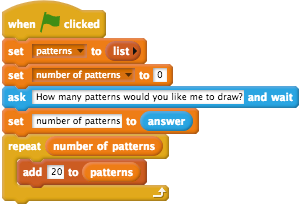 when clicked
set patterns to list
set number of patterns to 0
ask How many patterns would you like me to draw? and wait
set number of patterns to answer
repeat number of patterns
add 20 to patterns